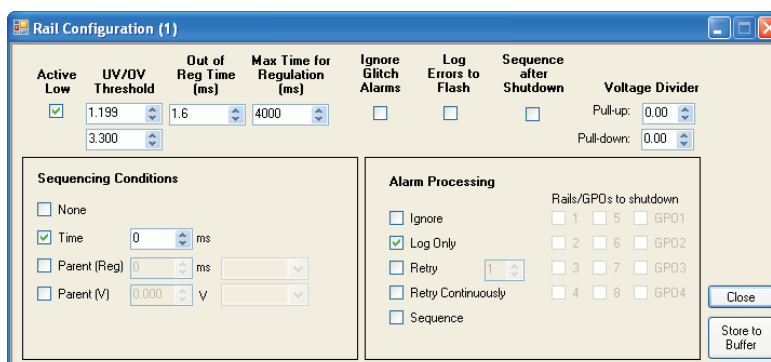 Rail Configuration (1)
Active Low
UV/OV Threshold
Out of Reg Time (ms)
Max Time for Regulation (ms)
Ignore Glitch Alarms
Log Errors to Flash
Sequence after Shutdown
Voltage Divider
1.199
1.6
4000
Pull-up: 0.00
3.300
Pull-down: 0.00
Sequencing Conditions
None
Time 0 ms
Parent (Reg) 0 ms
Parent (V) 0.000 V
Alarm Processing
Rails/GPOs to shutdown
Ignore 1 5 GPO1
Log Only 2 6 GPO2
Retry 1 3 7 GPO3
Retry Continuously 4 8 GPO4
Sequence
Close
Store to Buffer